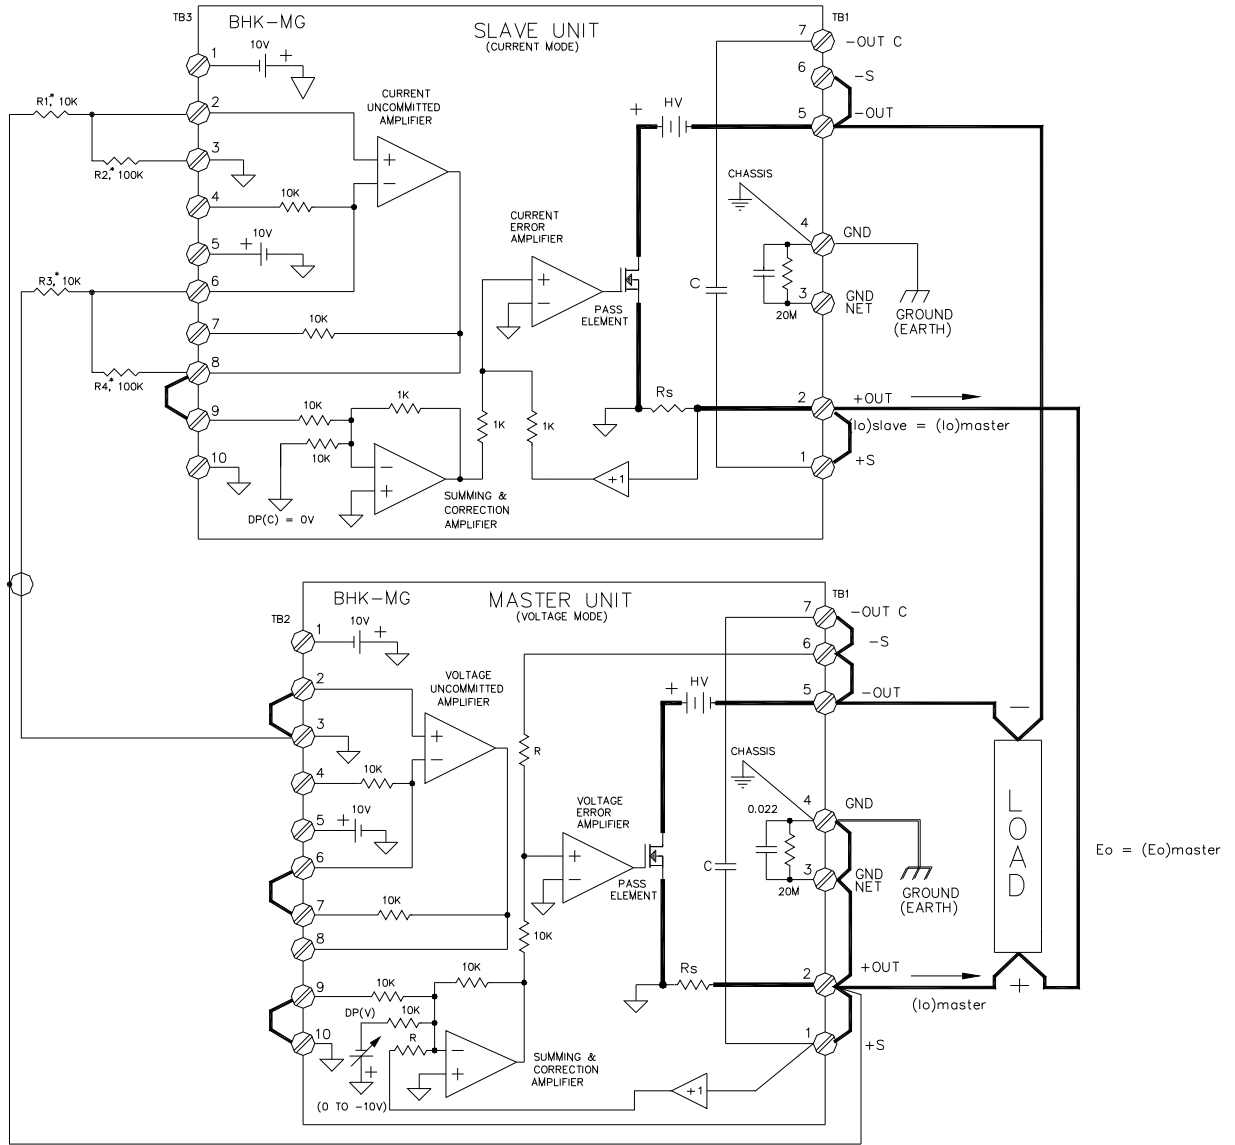 TB3
BHK-MG
SLAVE UNIT
(CURRENT MODE)
TB1
7
-OUT C
1
10V
+
6
-S
CURRENT
UNCOMMITTED
AMPLIFIER
R1,* 10K
2
+
HV
5
-OUT
3
R2,* 100K
+
−
CHASSIS
4
10K
CURRENT
ERROR
AMPLIFIER
4
GND
5
+
10V
R3,* 10K
6
+
−
C
PASS
ELEMENT
20M
3
GND
NET
GROUND
(EARTH)
7
10K
8
R4,* 100K
9
10K
1K
Rs
2
+OUT
(Io)slave = (Io)master
10K
1K
1K
10
−
+
+1
1
+S
DP(C) = 0V
SUMMING &
CORRECTION
AMPLIFIER
BHK-MG
MASTER UNIT
(VOLTAGE MODE)
TB1
7
-OUT C
TB2
1
10V
+
6
-S
2
VOLTAGE
UNCOMMITTED
AMPLIFIER
+
HV
5
-OUT
−
3
+
−
R
CHASSIS
4
10K
VOLTAGE
ERROR
AMPLIFIER
0.022
4
GND
LOAD
5
+
10V
6
+
−
C
PASS
ELEMENT
20M
3
GND
NET
GROUND
(EARTH)
Eo = (Eo)master
7
10K
8
10K
9
10K
10K
Rs
2
+OUT
+
(Io)master
DP(V)
10K
10
R
−
+
+
1
+S
SUMMING &
CORRECTION
AMPLIFIER
+1
(0 TO -10V)